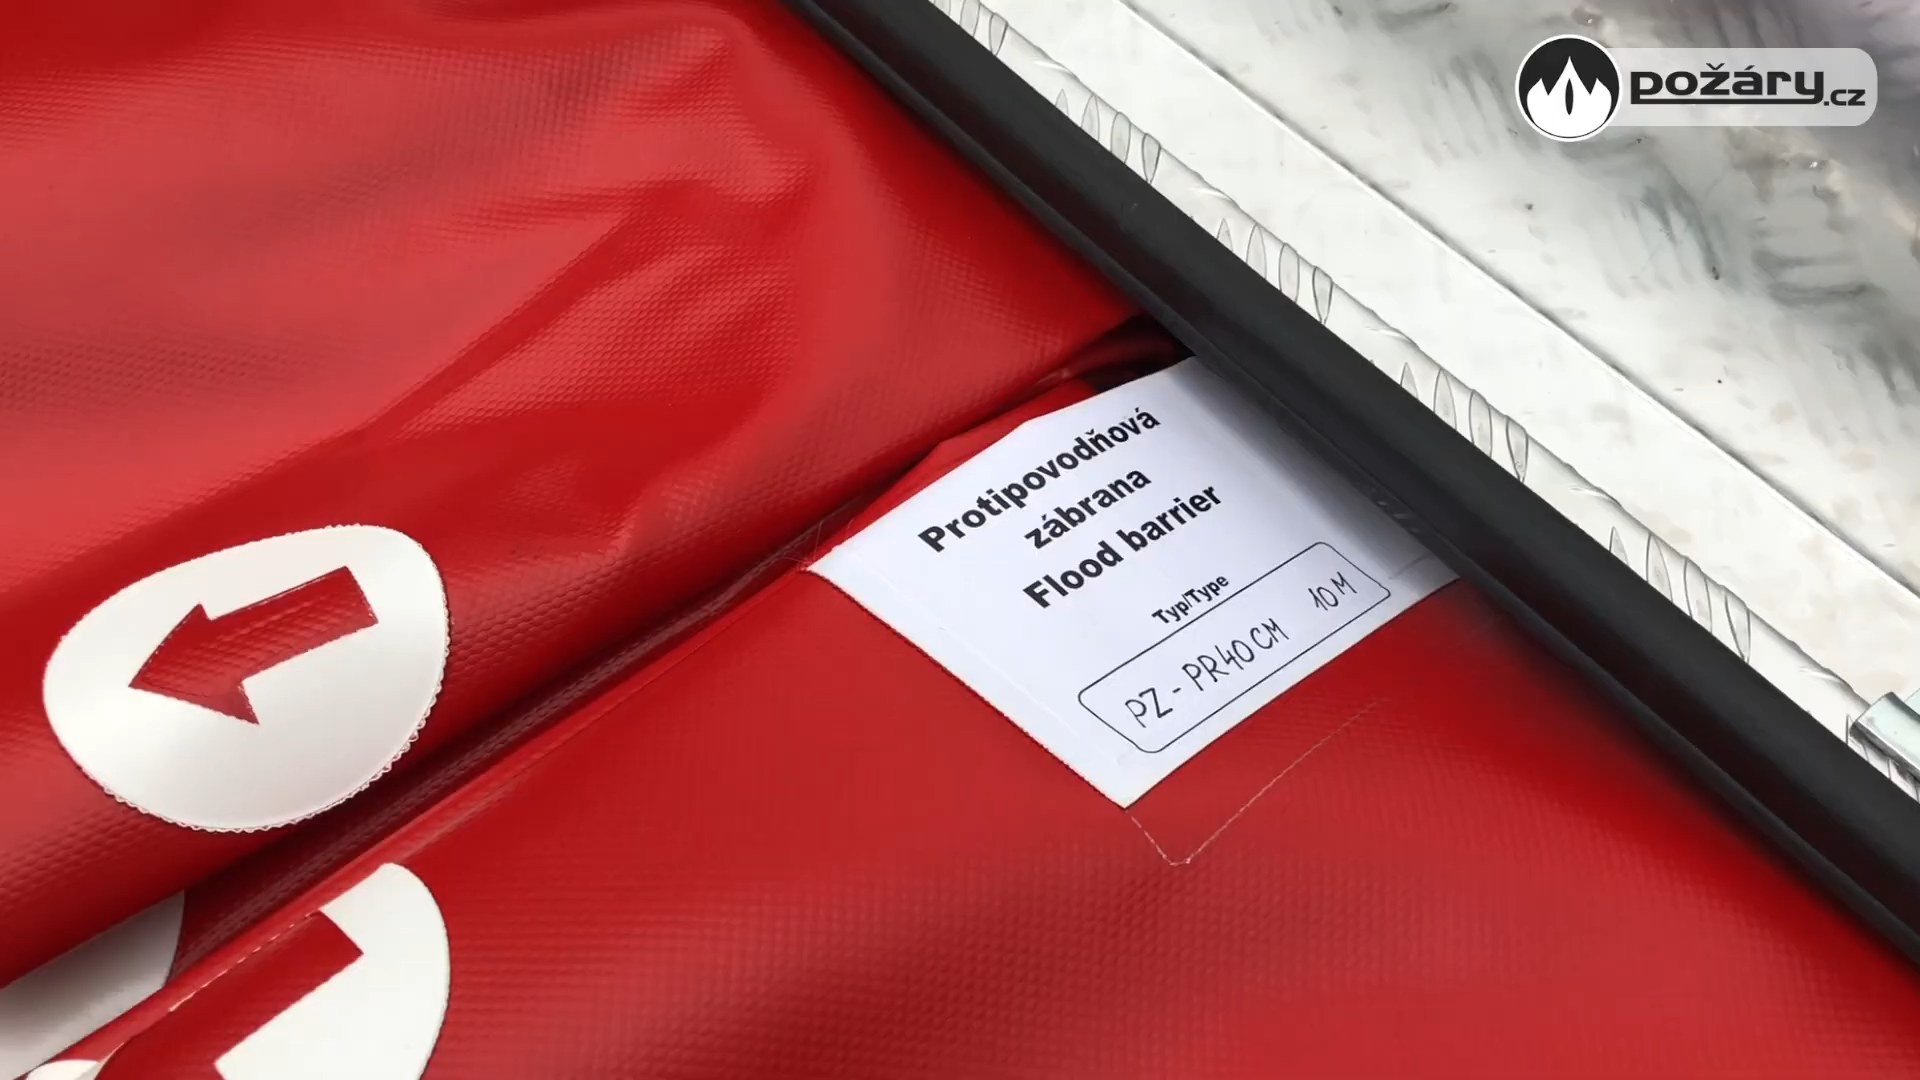 požáry.cz
Protipovodňová
zábrana
Flood barrier
Typ/Type
PZ - PR40CM 10M